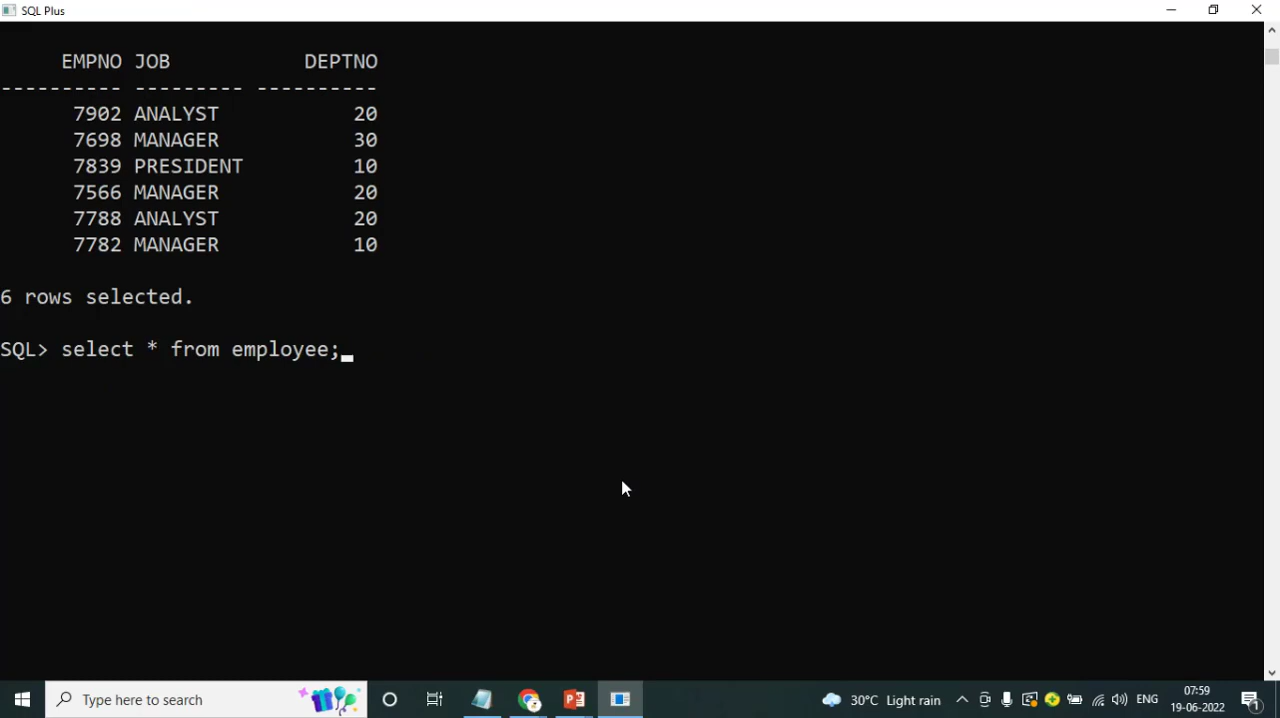 SQL Plus
EMPNO JOB DEPTNO
---------- --------- ----------
7902 ANALYST 20
7698 MANAGER 30
7839 PRESIDENT 10
7566 MANAGER 20
7788 ANALYST 20
7782 MANAGER 10
6 rows selected.
SQL> select * from employee;
Type here to search
30°C Light rain
ENG
07:59
19-06-2022
1